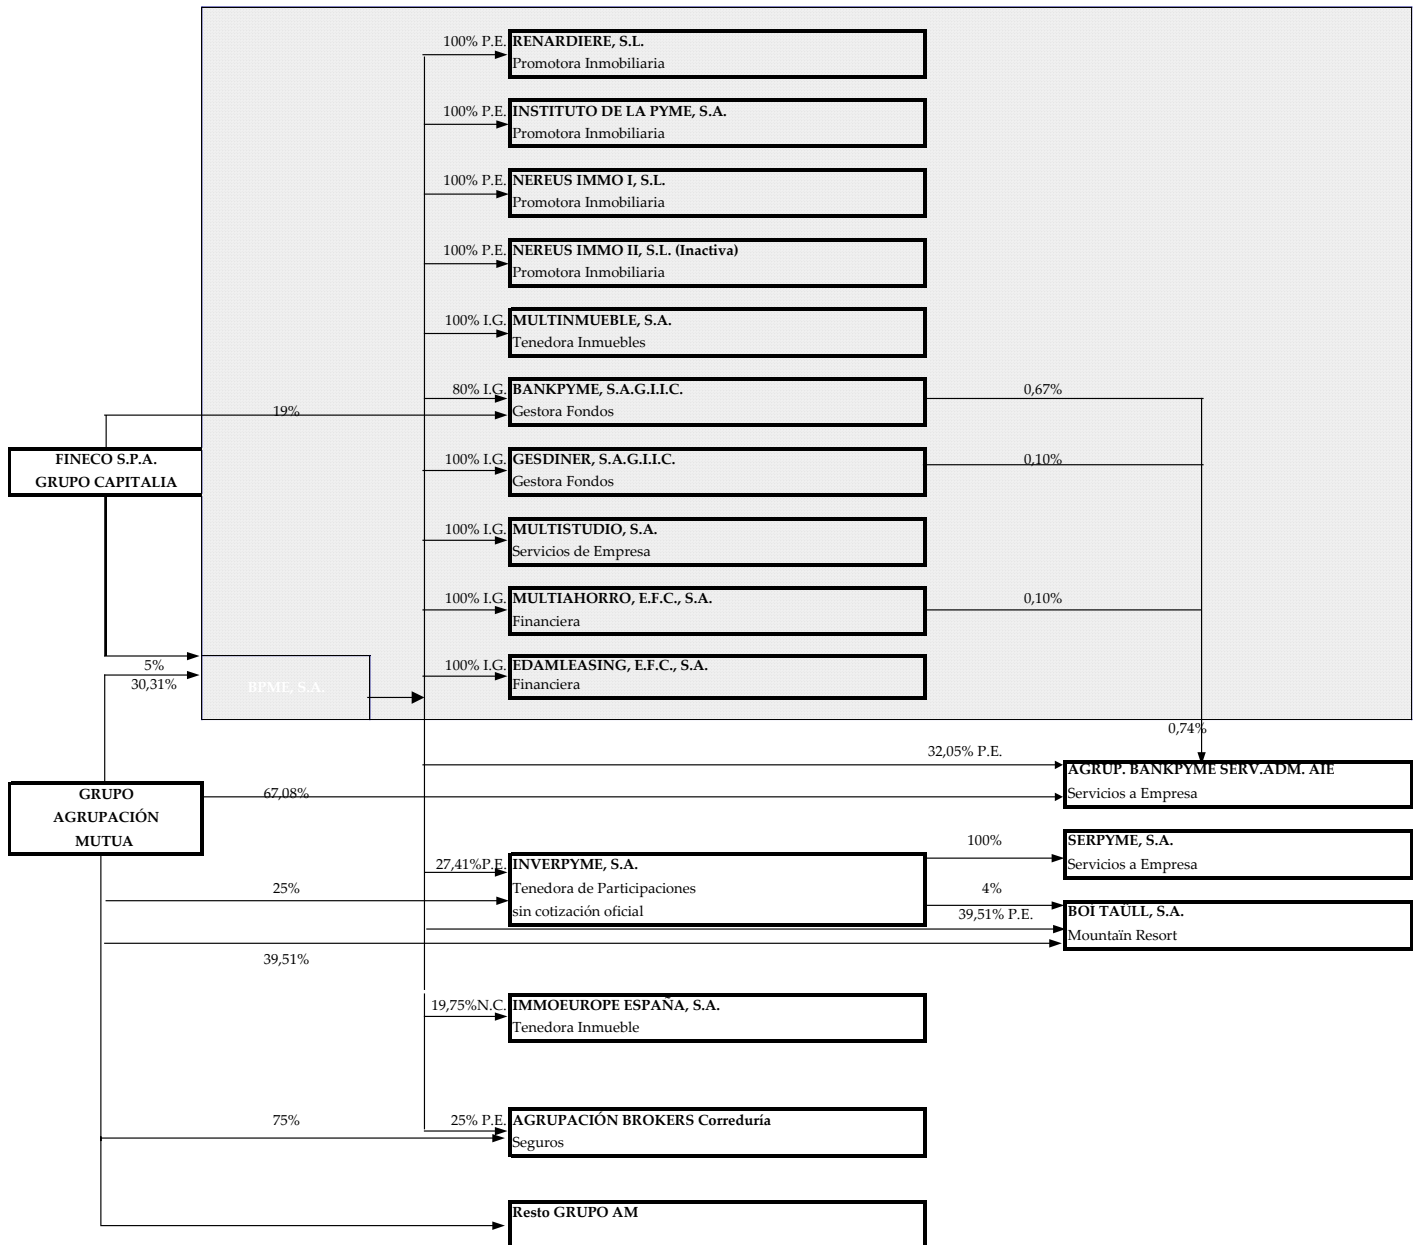 100% P.E. RENARDIERE, S.L.
Promotora Inmobiliaria
100% P.E. INSTITUTO DE LA PYME, S.A.
Promotora Inmobiliaria
100% P.E. NEREUS IMMO I, S.L.
Promotora Inmobiliaria
100% P.E. NEREUS IMMO II, S.L. (Inactiva)
Promotora Inmobiliaria
100% I.G. MULTINMUEBLE, S.A.
Tenedora Inmuebles
80% I.G. BANKPYME, S.A.G.I.I.C. 0,67%
19% Gestora Fondos
FINECO S.P.A.
GRUPO CAPITALIA
100% I.G. GESDINER, S.A.G.I.I.C. 0,10%
Gestora Fondos
100% I.G. MULTISTUDIO, S.A.
Servicios de Empresa
100% I.G. MULTIAHORRO, E.F.C., S.A. 0,10%
Financiera
5%
30,31%
BPME, S.A.
100% I.G. EDAMLEASING, E.F.C., S.A.
Financiera
0,74%
32,05% P.E.
AGRUP. BANKPYME SERV.ADM. AIE
Servicios a Empresa
GRUPO
AGRUPACIÓN
MUTUA
67,08%
27,41%P.E. INVERPYME, S.A.
Tenedora de Participaciones
sin cotización oficial
100%
SERPYME, S.A.
Servicios a Empresa
25%
4%
39,51% P.E.
BOÍ TAÜLL, S.A.
Mountaïn Resort
39,51%
19,75%N.C. IMMOEUROPE ESPAÑA, S.A.
Tenedora Inmueble
75%
25% P.E. AGRUPACIÓN BROKERS Correduría
Seguros
Resto GRUPO AM